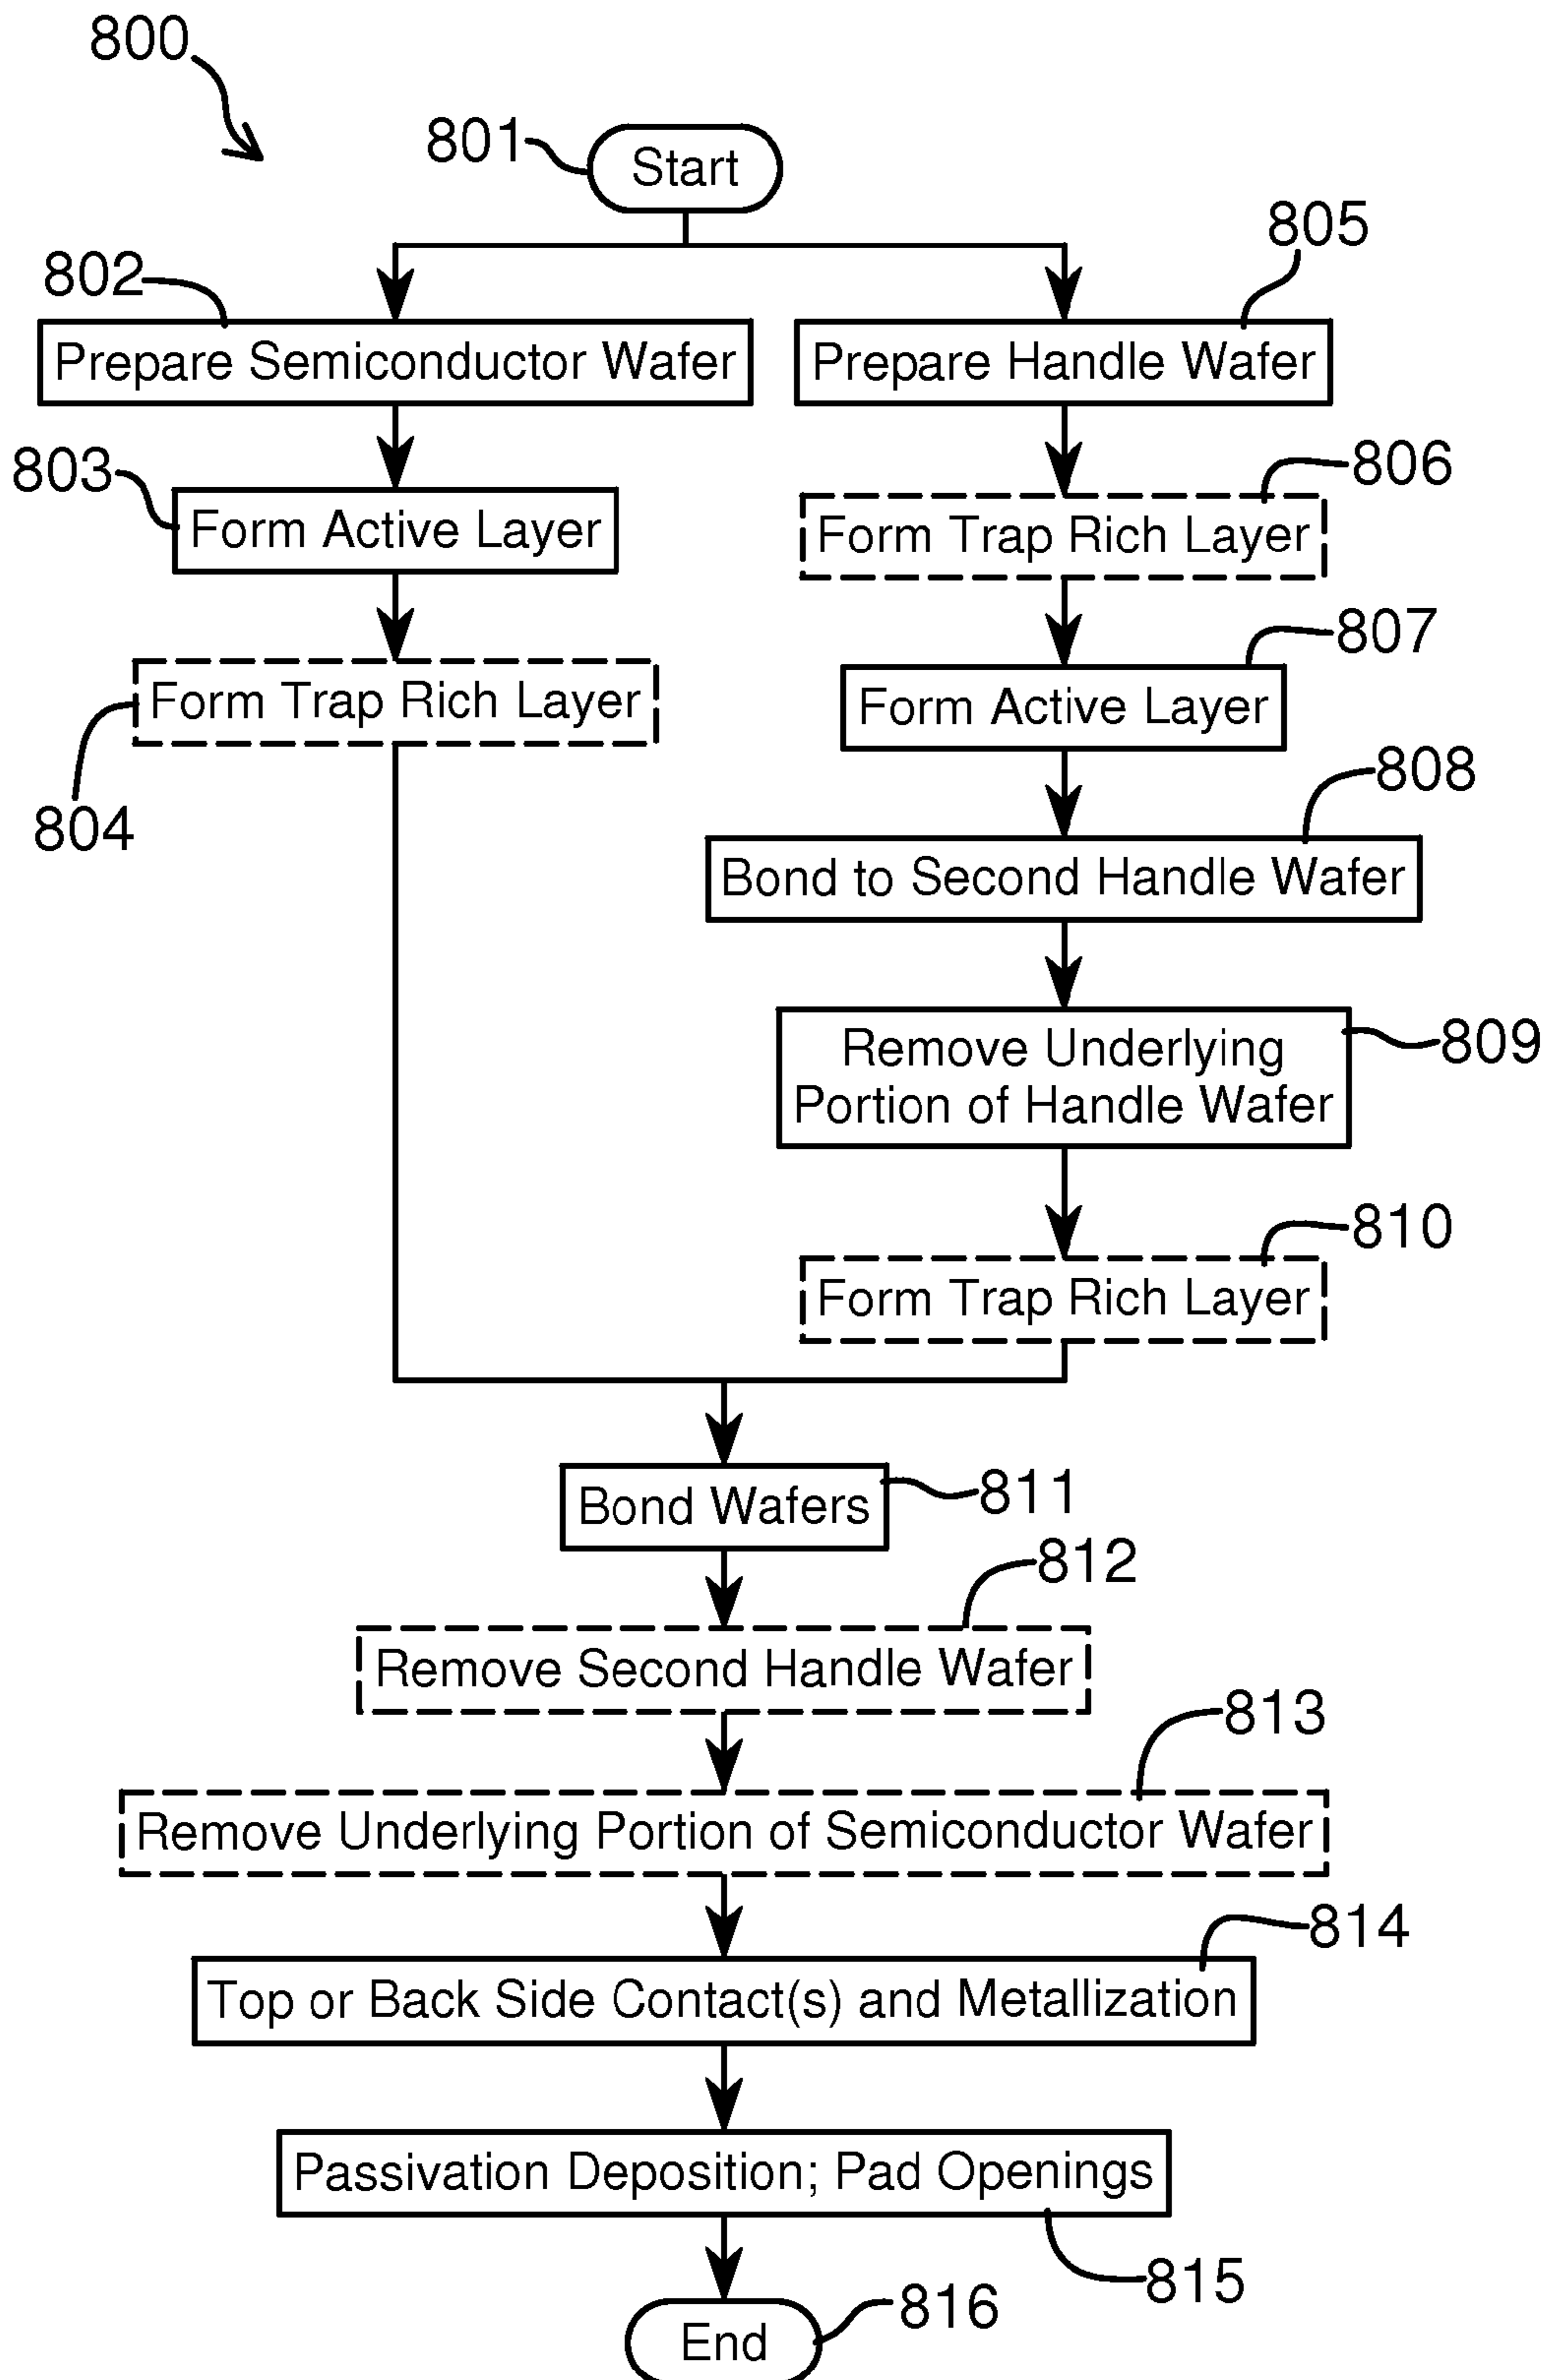 800
801
Start
805
802
Prepare Semiconductor Wafer
Prepare Handle Wafer
803
806
Form Active Layer
Form Trap Rich Layer
807
Form Trap Rich Layer
Form Active Layer
804
808
Bond to Second Handle Wafer
Remove Underlying
Portion of Handle Wafer
809
810
Form Trap Rich Layer
Bond Wafers
811
812
Remove Second Handle Wafer
813
Remove Underlying Portion of Semiconductor Wafer
814
Top or Back Side Contact(s) and Metallization
Passivation Deposition; Pad Openings
815
816
End